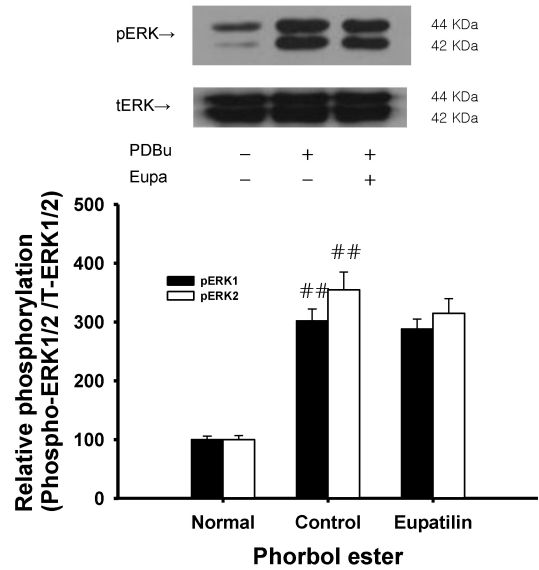 pERK→ 44 KDa
42 KDa
tERK→ 44 KDa
42 KDa
PDBu − + +
Eupa − − +
Relative phosphorylation
(Phospho-ERK1/2 /T-ERK1/2)
500
400
300
200
100
0
pERK1
pERK2
##
##
Normal Control Eupatilin
Phorbol ester